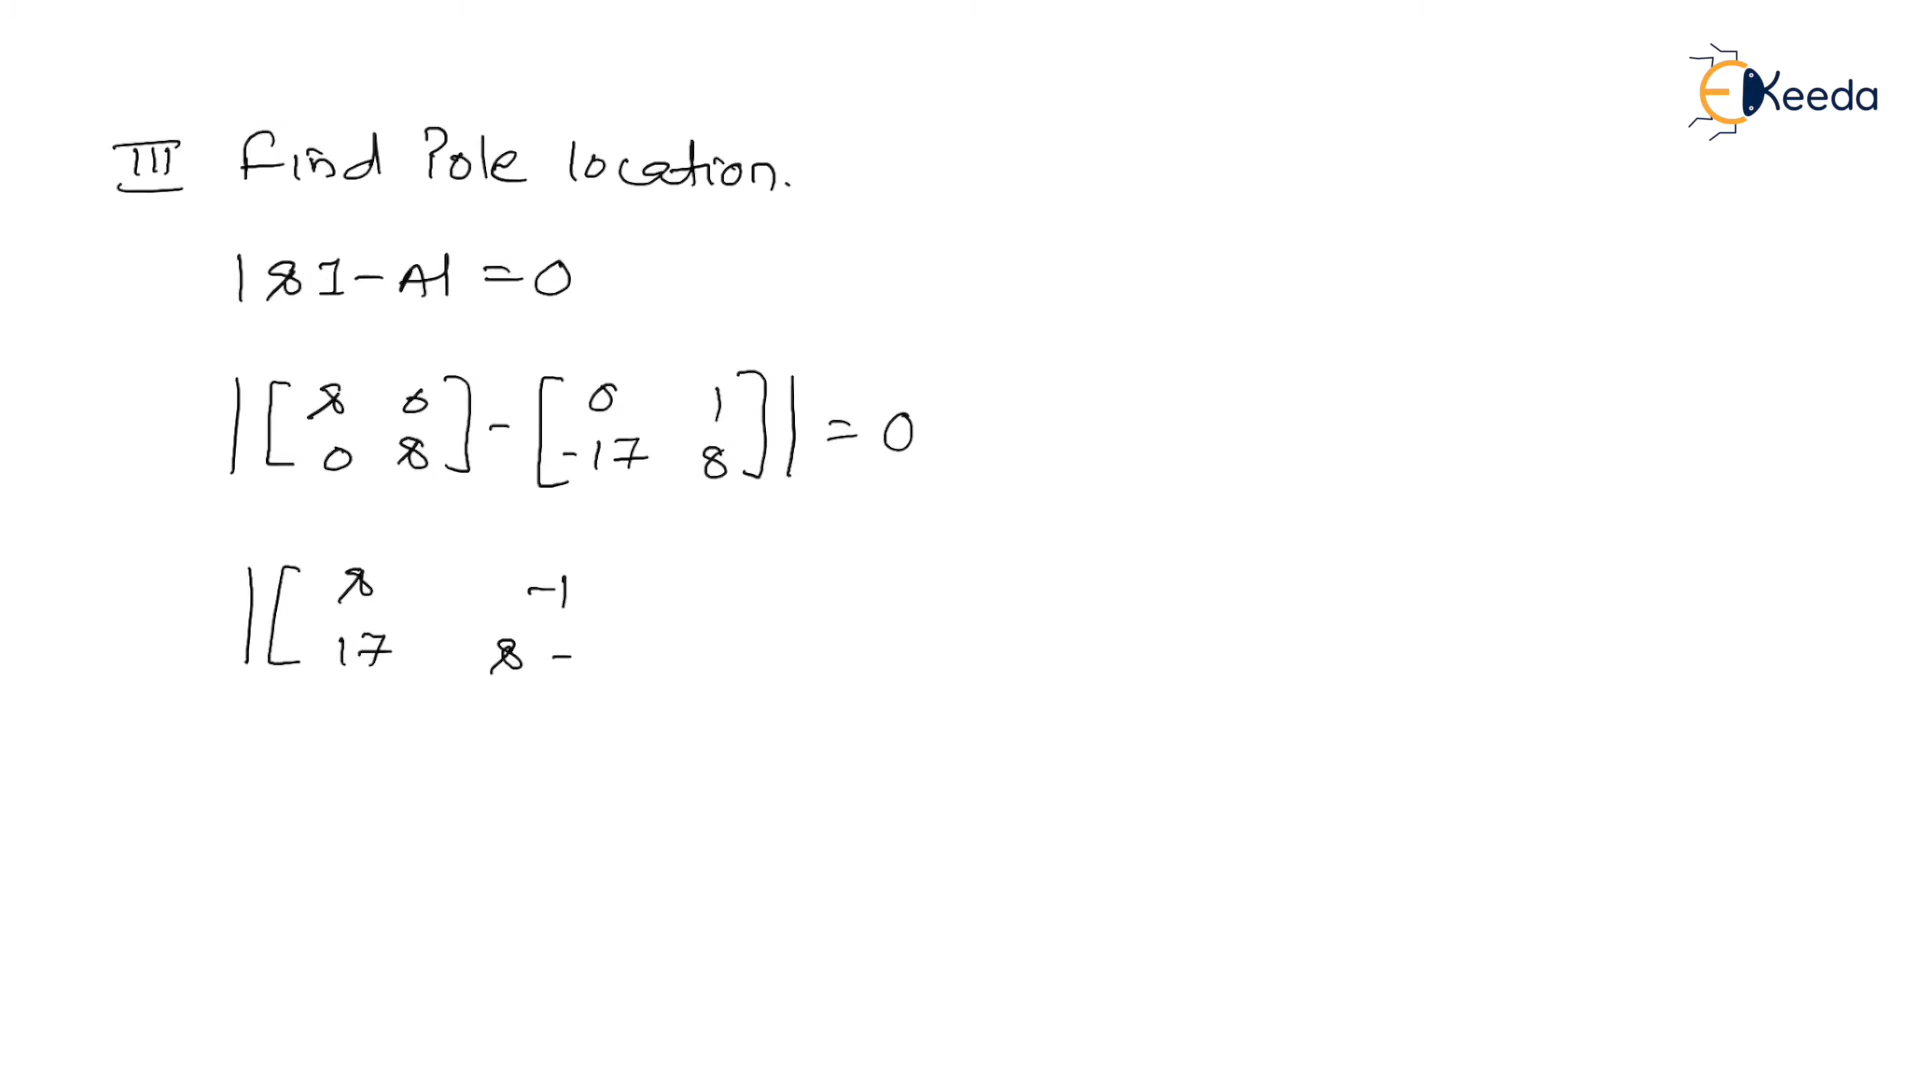 EKeeda
III Find Pole location.
|sI-A| = 0
|[s 0 0 s] - [0 1 -17 8]| = 0
|[s -1 17 s -